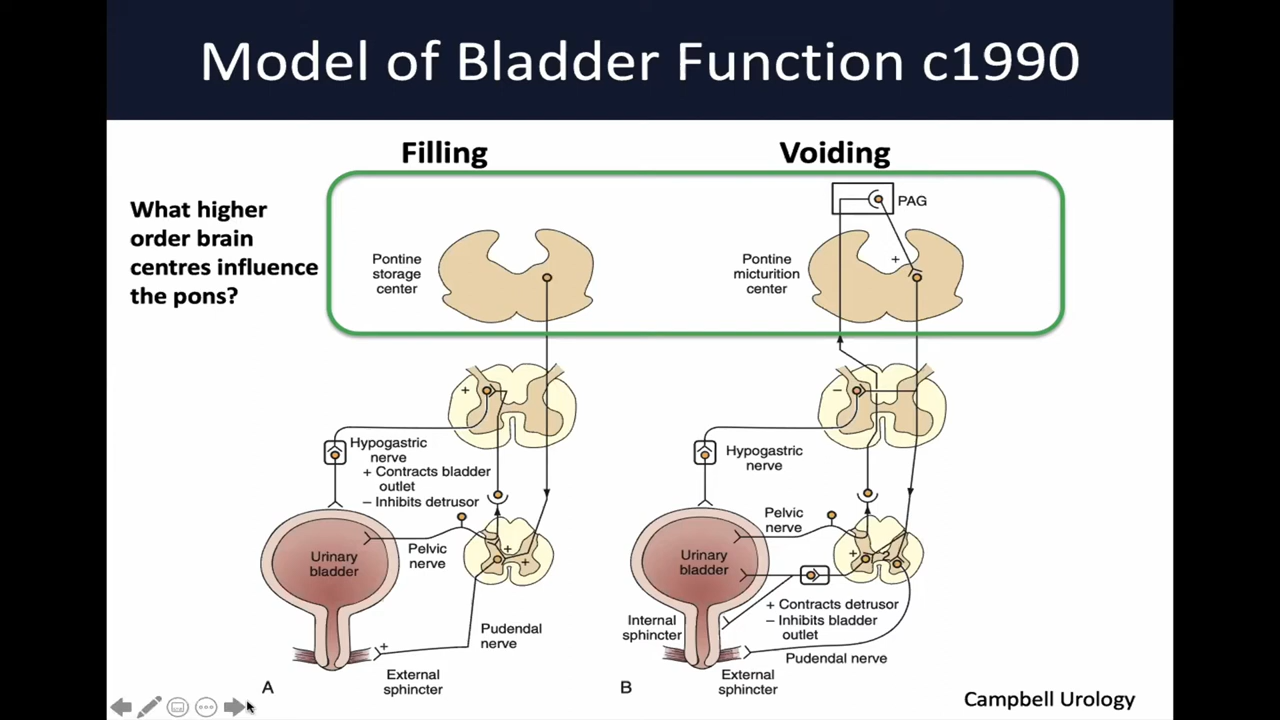 Model of Bladder Function c1990
Filling
Voiding
What higher
order brain
centres influence
the pons?
PAG
Pontine
storage
center
Pontine
micturition
center
+
+
−
Hypogastric
nerve
+ Contracts bladder
outlet
− Inhibits detrusor
Hypogastric
nerve
Urinary
bladder
Pelvic
nerve
+
+
Pudendal
nerve
+
External
sphincter
A
Pelvic
nerve
Urinary
bladder
+
+ Contracts detrusor
− Inhibits bladder
outlet
Internal
sphincter
Pudendal nerve
External
sphincter
B
Campbell Urology